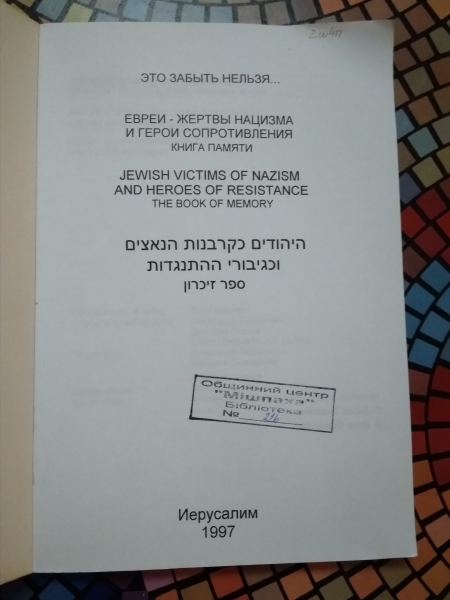 ЭТО ЗАБЫТЬ НЕЛЬЗЯ...
ЕВРЕИ - ЖЕРТВЫ НАЦИЗМА
И ГЕРОИ СОПРОТИВЛЕНИЯ
КНИГА ПАМЯТИ
JEWISH VICTIMS OF NAZISM
AND HEROES OF RESISTANCE
THE BOOK OF MEMORY
היהודים כקרבנות הנאצים
וכגיבורי ההתנגדות
ספר זיכרון
Общинний центр
"Мішпаха"
Бібліотека
№ 216
Иерусалим
1997